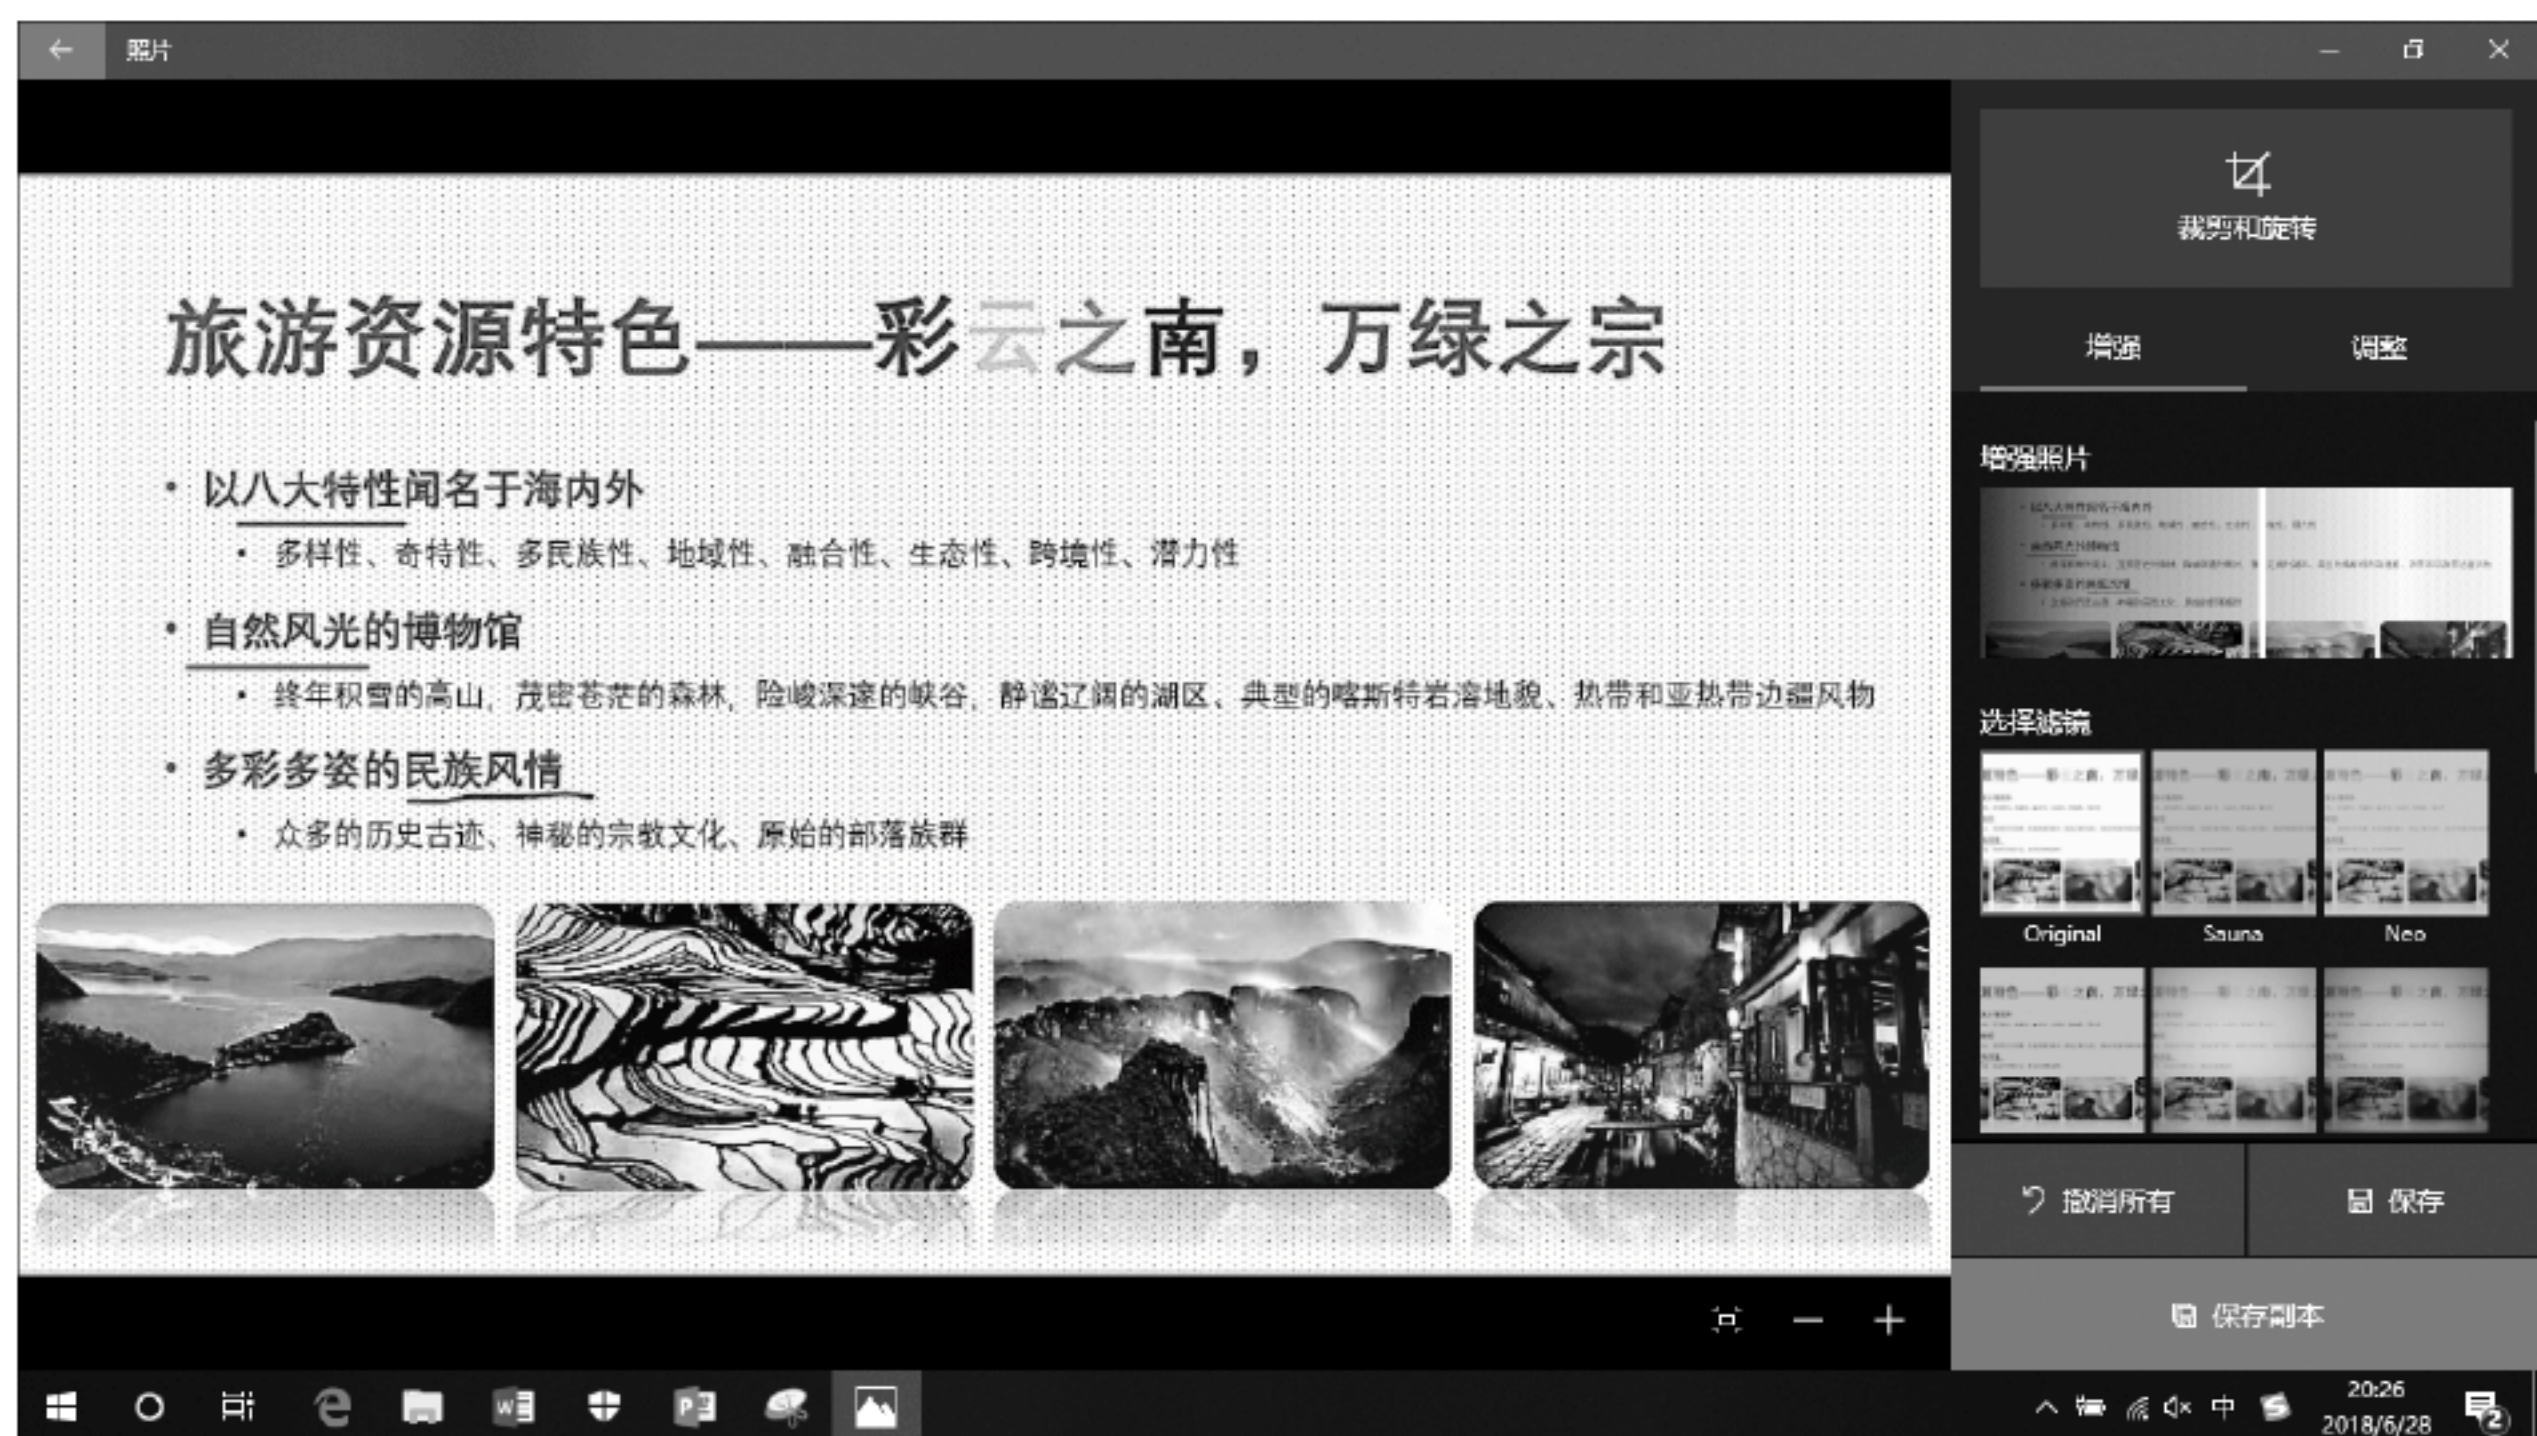 照片
裁剪和旋转
增强 调整
旅游资源特色——彩云之南，万绿之宗
• 以八大特性闻名于海内外
• 多样性、奇特性、多民族性、地域性、融合性、生态性、跨境性、潜力性
• 自然风光的博物馆
• 终年积雪的高山，茂密苍茫的森林，险峻深邃的峡谷，静谧辽阔的湖区、典型的喀斯特岩溶地貌、热带和亚热带边疆风物
• 多彩多姿的民族风情
• 众多的历史古迹、神秘的宗教文化、原始的部落族群
增强照片
选择滤镜
Original Sauna Neo
撤消所有 保存
保存副本
中
20:26
2018/6/28
2